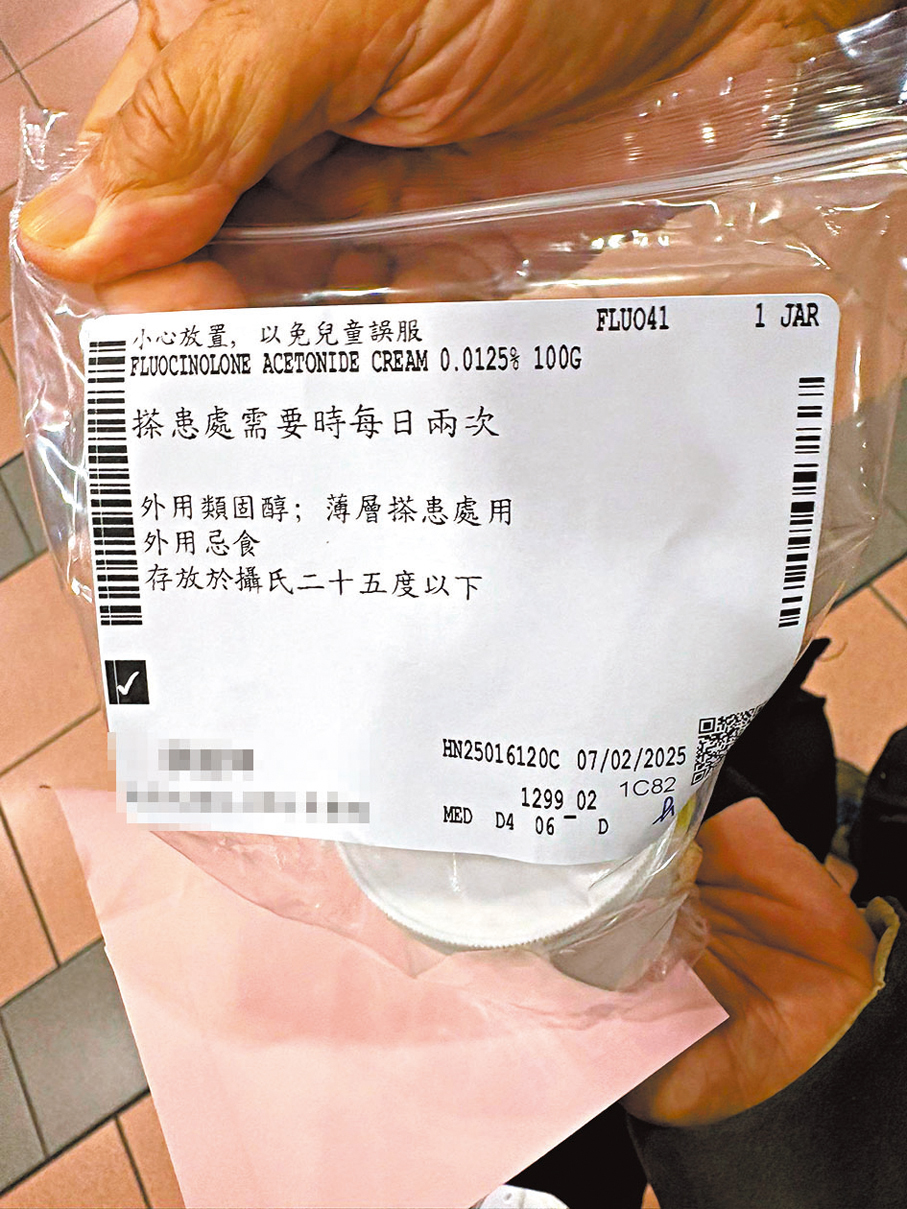 小心放置，以免兒童誤服
FLUO41 1 JAR
FLUOCINOLONE ACETONIDE CREAM 0.0125% 100G
搽患處需要時每日兩次
外用類固醇；薄層搽患處用
外用忌食
存放於攝氏二十五度以下
HN25016120C 07/02/2025
1299_02 1C82
MED D4 06 D